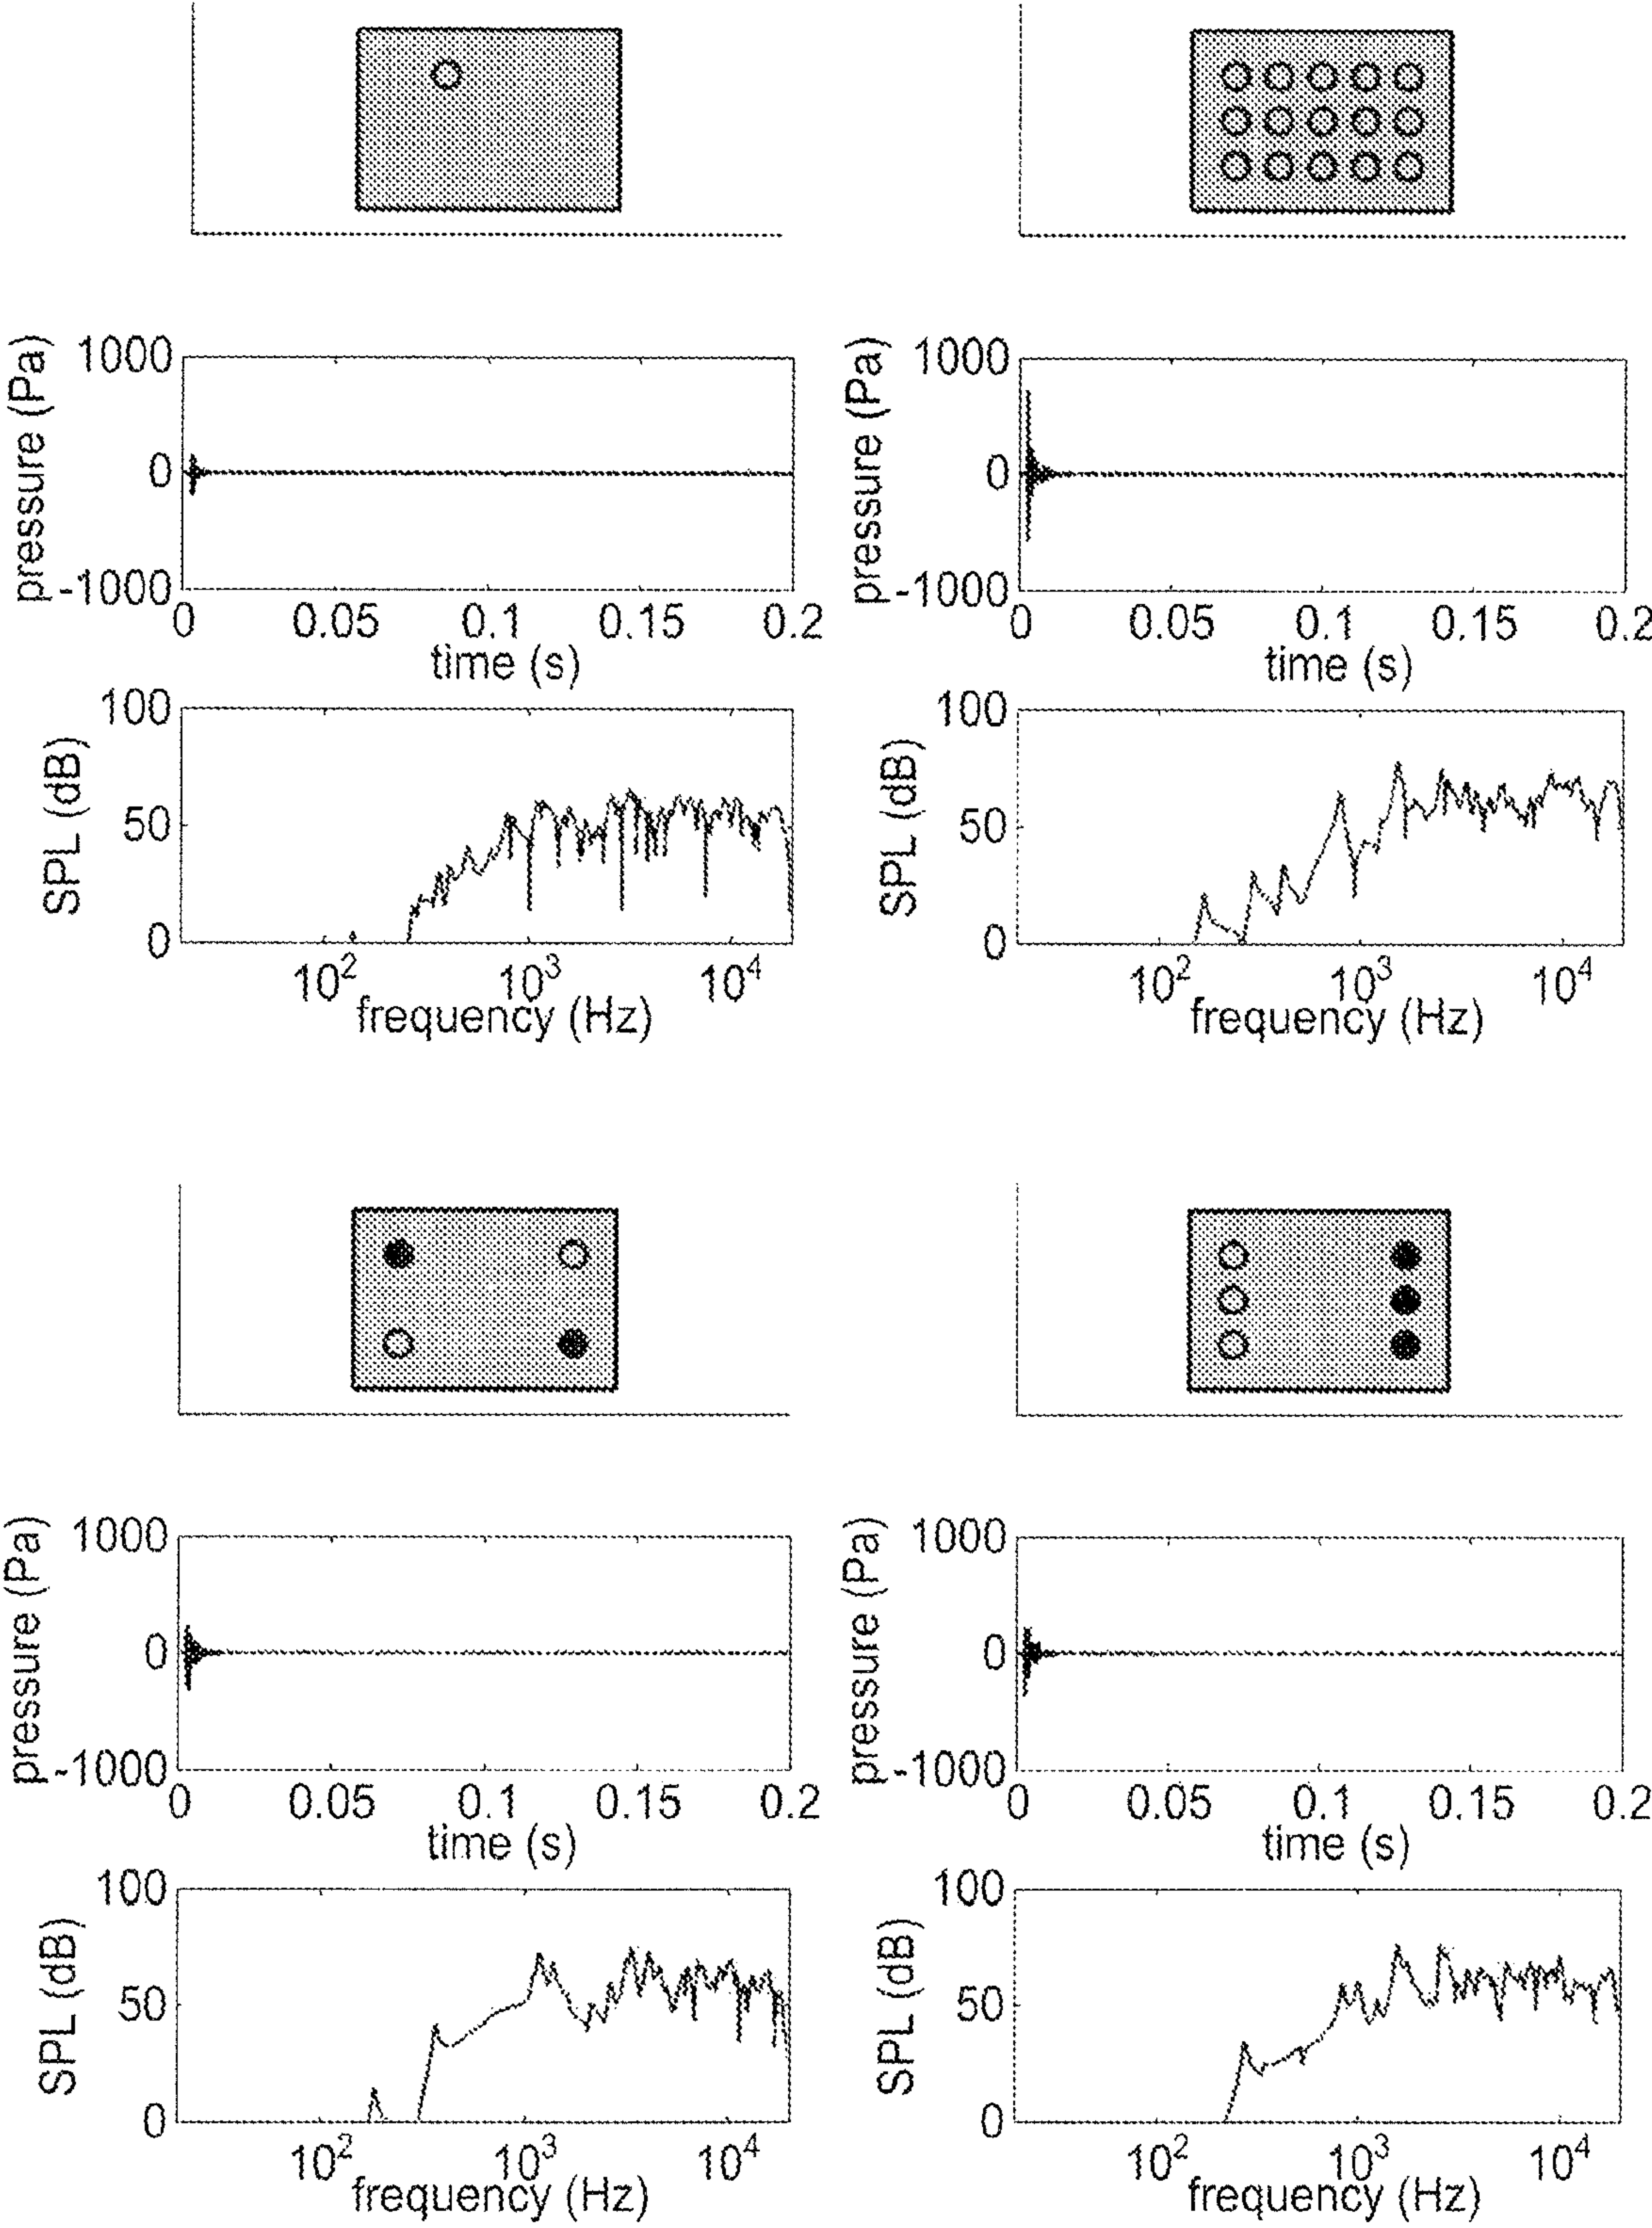 1000
0
-1000
pressure (Pa)
0 0.05 0.1 0.15 0.2
time (s)
1000
0
-1000
pressure (Pa)
0 0.05 0.1 0.15 0.2
time (s)
100
50
0
SPL (dB)
10² 10³ 10⁴
frequency (Hz)
100
50
0
SPL (dB)
10² 10³ 10⁴
frequency (Hz)
1000
0
-1000
pressure (Pa)
0 0.05 0.1 0.15 0.2
time (s)
1000
0
-1000
pressure (Pa)
0 0.05 0.1 0.15 0.2
time (s)
100
50
0
SPL (dB)
10² 10³ 10⁴
frequency (Hz)
100
50
0
SPL (dB)
10² 10³ 10⁴
frequency (Hz)